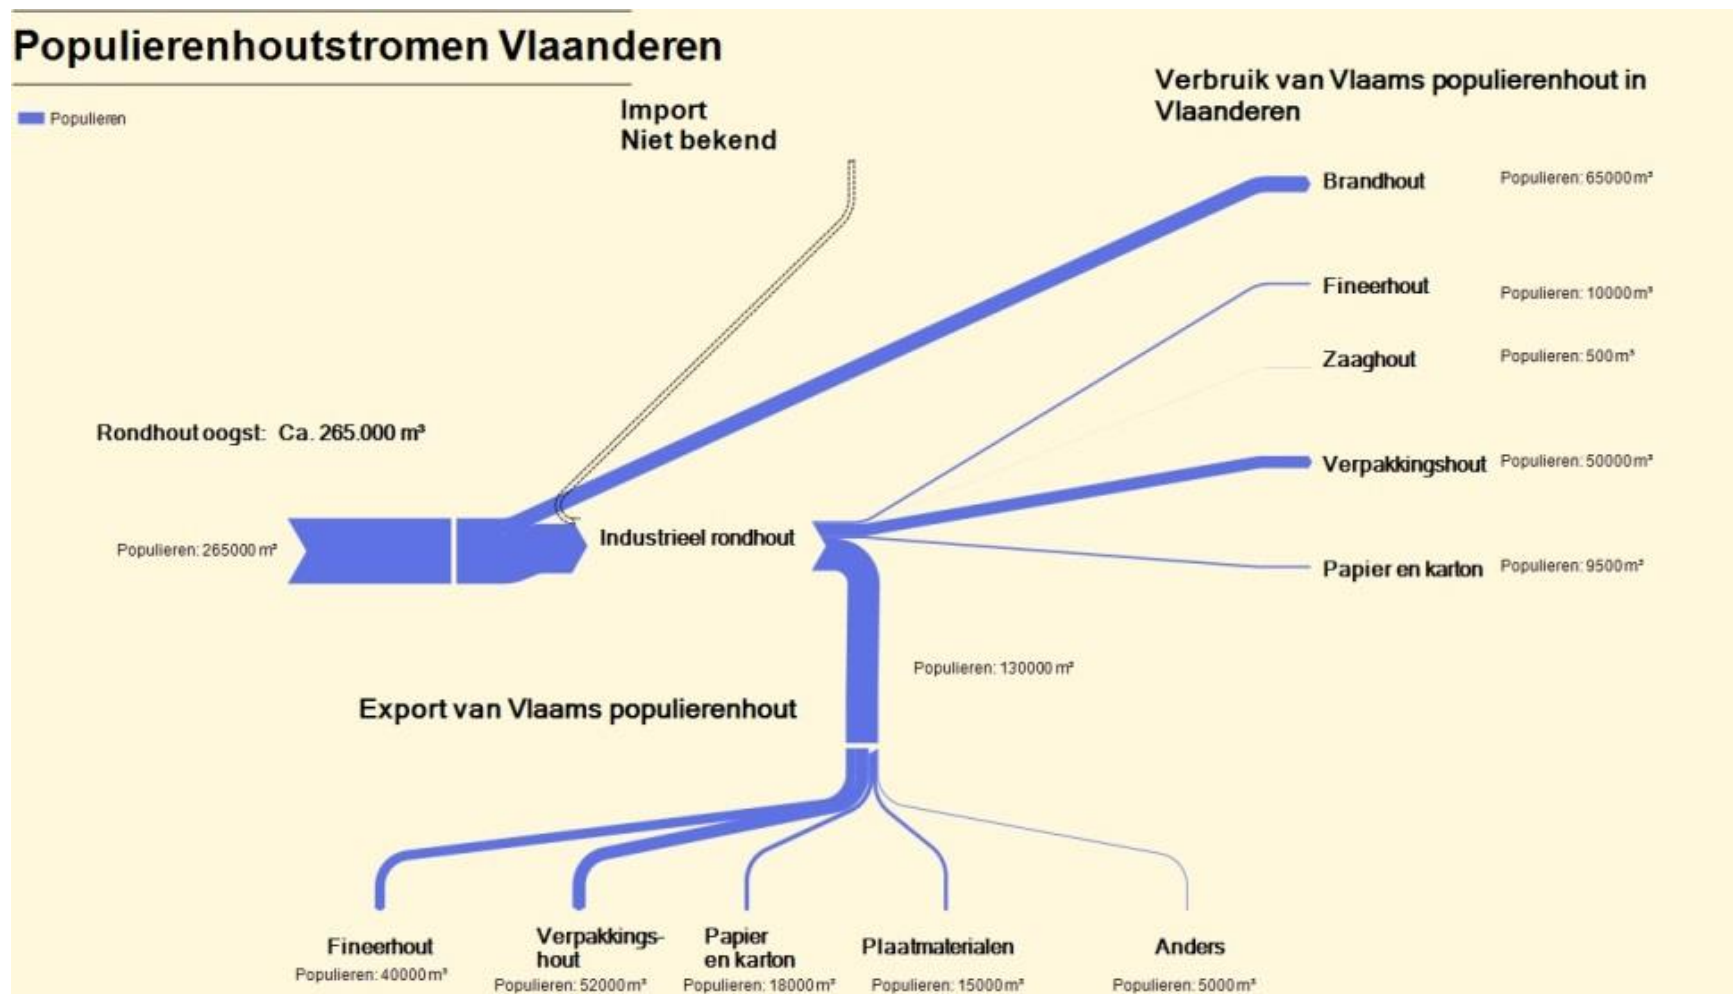 Populierenhoutstromen Vlaanderen
Populieren
Import
Niet bekend
Verbruik van Vlaams populierenhout in
Vlaanderen
Brandhout Populieren: 65000 m³
Fineerhout Populieren: 10000 m³
Zaaghout Populieren: 500 m³
Rondhout oogst: Ca. 265.000 m³
Verpakkingshout Populieren: 50000 m³
Populieren: 265000 m³
Industrieel rondhout
Papier en karton Populieren: 9500 m³
Populieren: 130000 m³
Export van Vlaams populierenhout
Fineerhout
Populieren: 40000 m³
Verpakkings-
hout
Populieren: 52000 m³
Papier
en karton
Populieren: 18000 m³
Plaatmaterialen
Populieren: 15000 m³
Anders
Populieren: 5000 m³